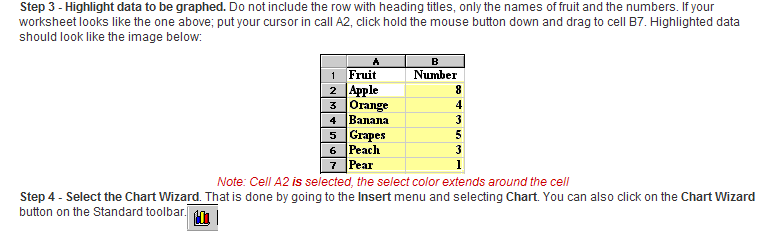 Step 3 - Highlight data to be graphed. Do not include the row with heading titles, only the names of fruit and the numbers. If your
worksheet looks like the one above; put your cursor in call A2, click hold the mouse button down and drag to cell B7. Highlighted data
should look like the image below:
A B
1 Fruit Number
2 Apple 8
3 Orange 4
4 Banana 3
5 Grapes 5
6 Peach 3
7 Pear 1
Note: Cell A2 is selected, the select color extends around the cell
Step 4 - Select the Chart Wizard. That is done by going to the Insert menu and selecting Chart. You can also click on the Chart Wizard
button on the Standard toolbar.